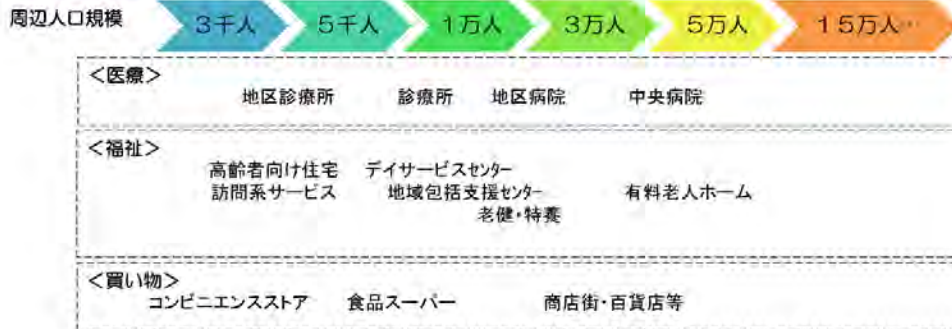 周辺人口規模 3千人 5千人 1万人 3万人 5万人 15万人…
<医療>
地区診療所 診療所 地区病院 中央病院
<福祉>
高齢者向け住宅 デイサービスセンター
訪問系サービス 地域包括支援センター 有料老人ホーム
老健・特養
<買い物>
コンビニエンスストア 食品スーパー 商店街・百貨店等